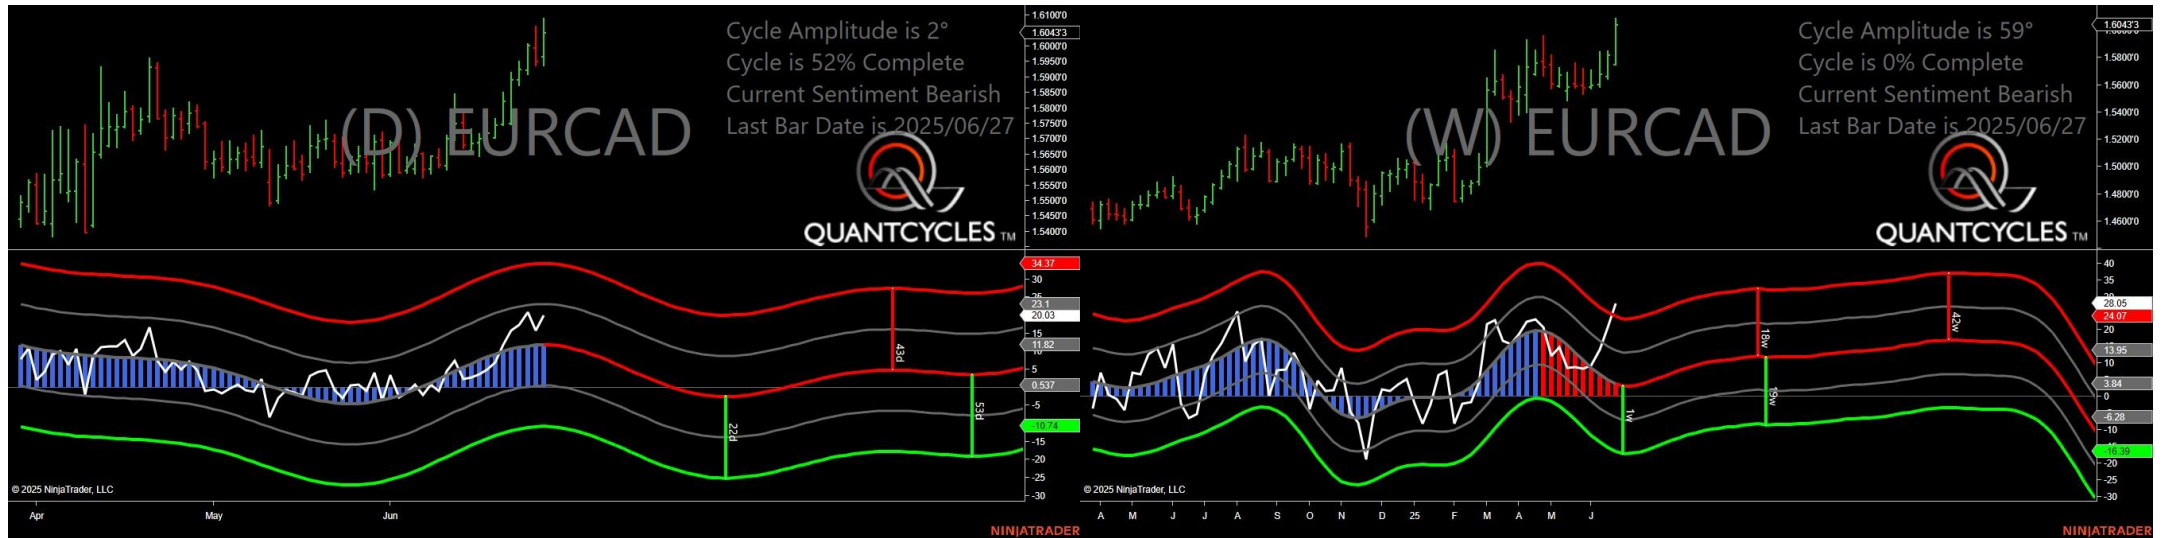 Cycle Amplitude is 2°
Cycle is 52% Complete
Current Sentiment Bearish
Last Bar Date is 2025/06/27
(D) EURCAD
QUANTCYCLES TM
1.6100'0
1.6043'3
1.6000'0
1.5950'0
1.5900'0
1.5850'0
1.5800'0
1.5750'0
1.5700'0
1.5650'0
1.5600'0
1.5550'0
1.5500'0
1.5450'0
1.5400'0
34.37
30
23.1
20.03
15
11.82
5
0.537
-5
-10.74
-15
-20
-25
-30
22d
43d
53d
© 2025 NinjaTrader, LLC
Apr
May
Jun
NINJATRADER
Cycle Amplitude is 59°
Cycle is 0% Complete
Current Sentiment Bearish
Last Bar Date is 2025/06/27
(W) EURCAD
QUANTCYCLES TM
1.6043'3
1.5800'0
1.5600'0
1.5400'0
1.5200'0
1.5000'0
1.4800'0
1.4600'0
40
35
28.05
24.07
20
13.95
10
3.84
0
-6.28
-10
-16.39
-20
-25
-30
1w
18w
19w
42w
© 2025 NinjaTrader, LLC
A M J J A S O N D 25 F M A M J
NINJATRADER